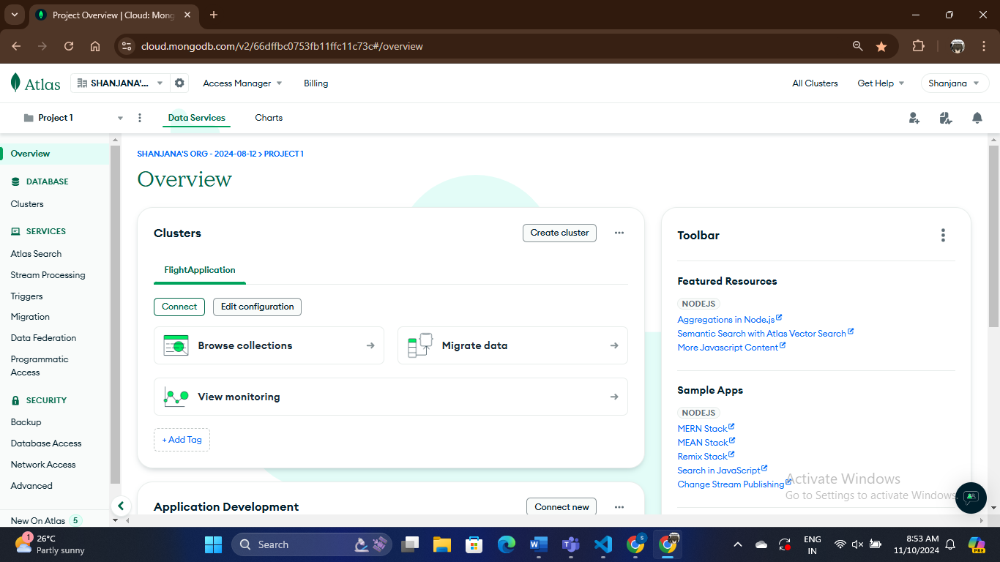 Project Overview | Cloud: Mong
cloud.mongodb.com/v2/66dffbc0753fb11ffc11c73c#/overview
Atlas
SHANJANA'...
Access Manager
Billing
All Clusters
Get Help
Shanjana
Project 1
Data Services
Charts
Overview
DATABASE
Clusters
SERVICES
Atlas Search
Stream Processing
Triggers
Migration
Data Federation
Programmatic
Access
SECURITY
Backup
Database Access
Network Access
Advanced
New On Atlas 5
SHANJANA'S ORG - 2024-08-12 > PROJECT 1
Overview
Clusters
Create cluster
FlightApplication
Connect
Edit configuration
Browse collections
Migrate data
View monitoring
+ Add Tag
Application Development
Connect new
Toolbar
Featured Resources
NODEJS
Aggregations in Node.js
Semantic Search with Atlas Vector Search
More Javascript Content
Sample Apps
NODEJS
MERN Stack
MEAN Stack
Remix Stack
Search in JavaScript
Change Stream Publishing
Activate Windows
Go to Settings to activate Windows.
1
26°C
Partly sunny
Search
S
ENG
IN
8:53 AM
11/10/2024
PRE